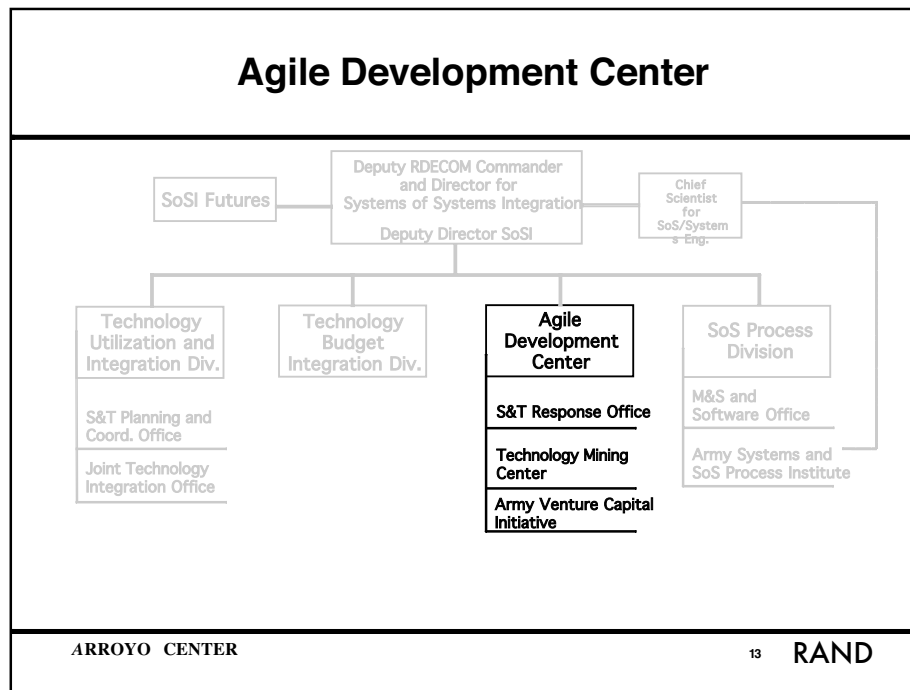 Agile Development Center
Deputy RDECOM Commander
and Director for
Systems of Systems Integration
Deputy Director SoSI
SoSI Futures
Chief
Scientist
for
SoS/System
s Eng.
Technology
Utilization and
Integration Div.
S&T Planning and
Coord. Office
Joint Technology
Integration Office
Technology
Budget
Integration Div.
Agile
Development
Center
S&T Response Office
Technology Mining
Center
Army Venture Capital
Initiative
SoS Process
Division
M&S and
Software Office
Army Systems and
SoS Process Institute
ARROYO CENTER
13
RAND